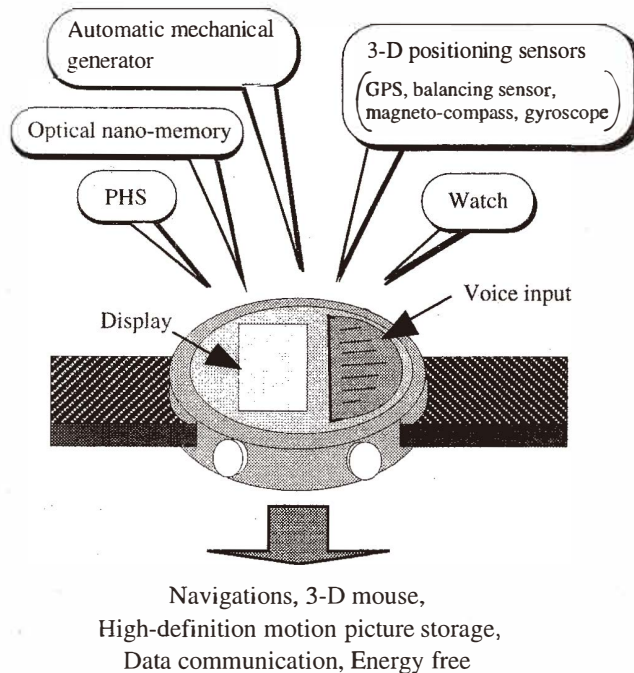 Automatic mechanical
generator
3-D positioning sensors
(GPS, balancing sensor,
magneto-compass, gyroscope)
Optical nano-memory
PHS
Watch
Voice input
Display
Navigations, 3-D mouse,
High-definition motion picture storage,
Data communication, Energy free